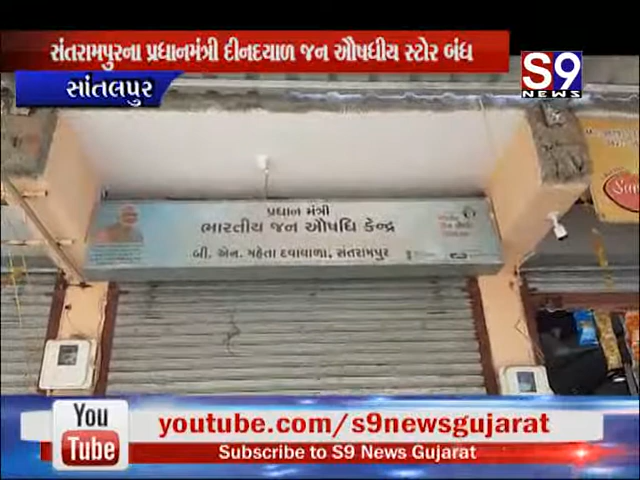 સંતરામપુરના પ્રધાનમંત્રી દીનદયાળ જન ઔષધીય સ્ટોર બંધ
સાંતલપુર
S9
NEWS
પ્રધાન મંત્રી
ભારતીય જન ઔષધિ કેન્દ્ર
બી. એન. મહેતા દવાવાળા, સંતરામપુર
You
Tube
youtube.com/s9newsgujarat
Subscribe to S9 News Gujarat